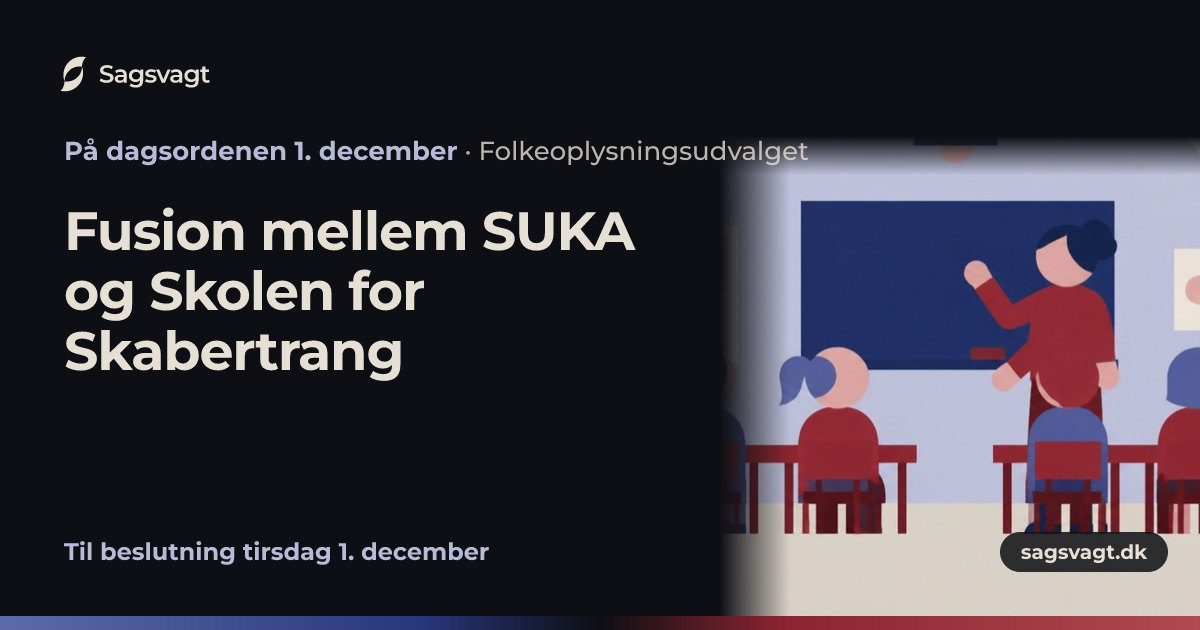 Sagsvagt
På dagsordenen 1. december · Folkeoplysningsudvalget
Fusion mellem SUKA
og Skolen for
Skabertrang
Til beslutning tirsdag 1. december
sagsvagt.dk